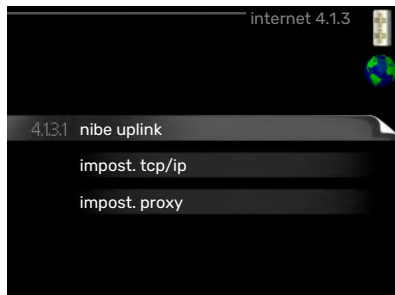 internet 4.1.3
4.1.3.1 nibe uplink
impost. tcp/ip
impost. proxy